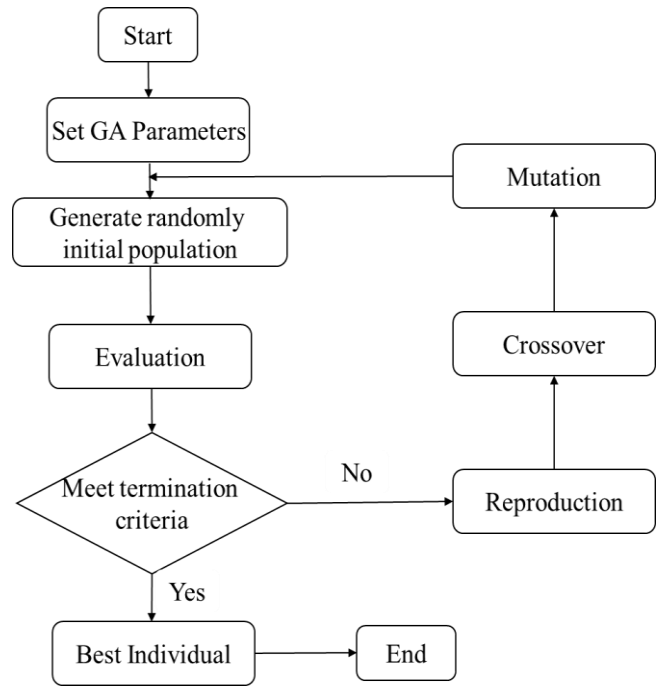 Start
Set GA Parameters
Mutation
Generate randomly
initial population
Evaluation
Crossover
Meet termination
criteria
No
Reproduction
Yes
Best Individual
End